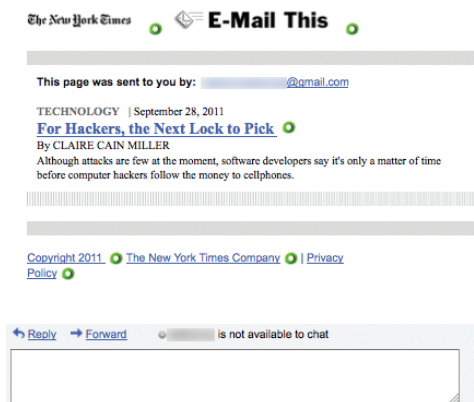 The New York Times E-Mail This
This page was sent to you by: @gmail.com
TECHNOLOGY | September 28, 2011
For Hackers, the Next Lock to Pick
By CLAIRE CAIN MILLER
Although attacks are few at the moment, software developers say it's only a matter of time
before computer hackers follow the money to cellphones.
Copyright 2011 The New York Times Company | Privacy
Policy
Reply Forward is not available to chat